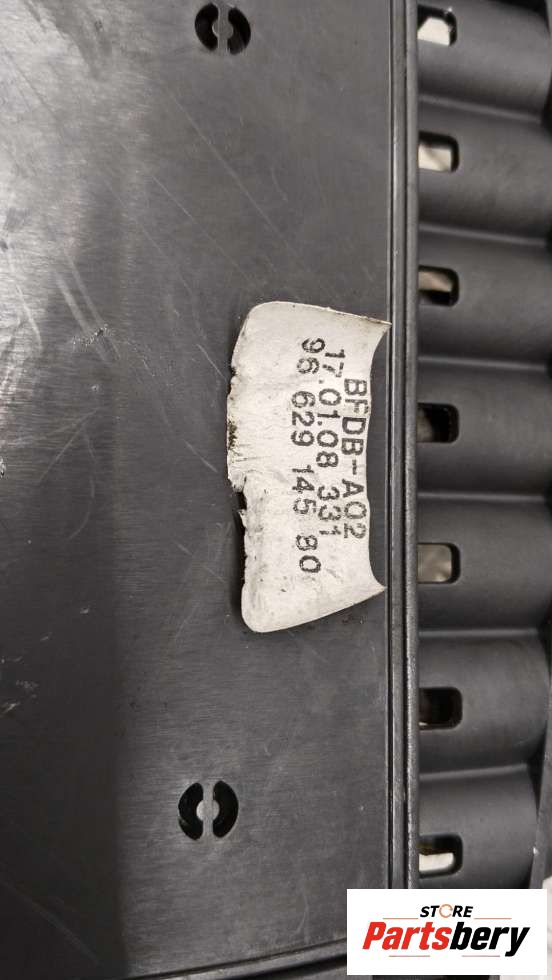 BFDB-A02
17.01.08 331
96 629 145 80
STORE
Partsbery